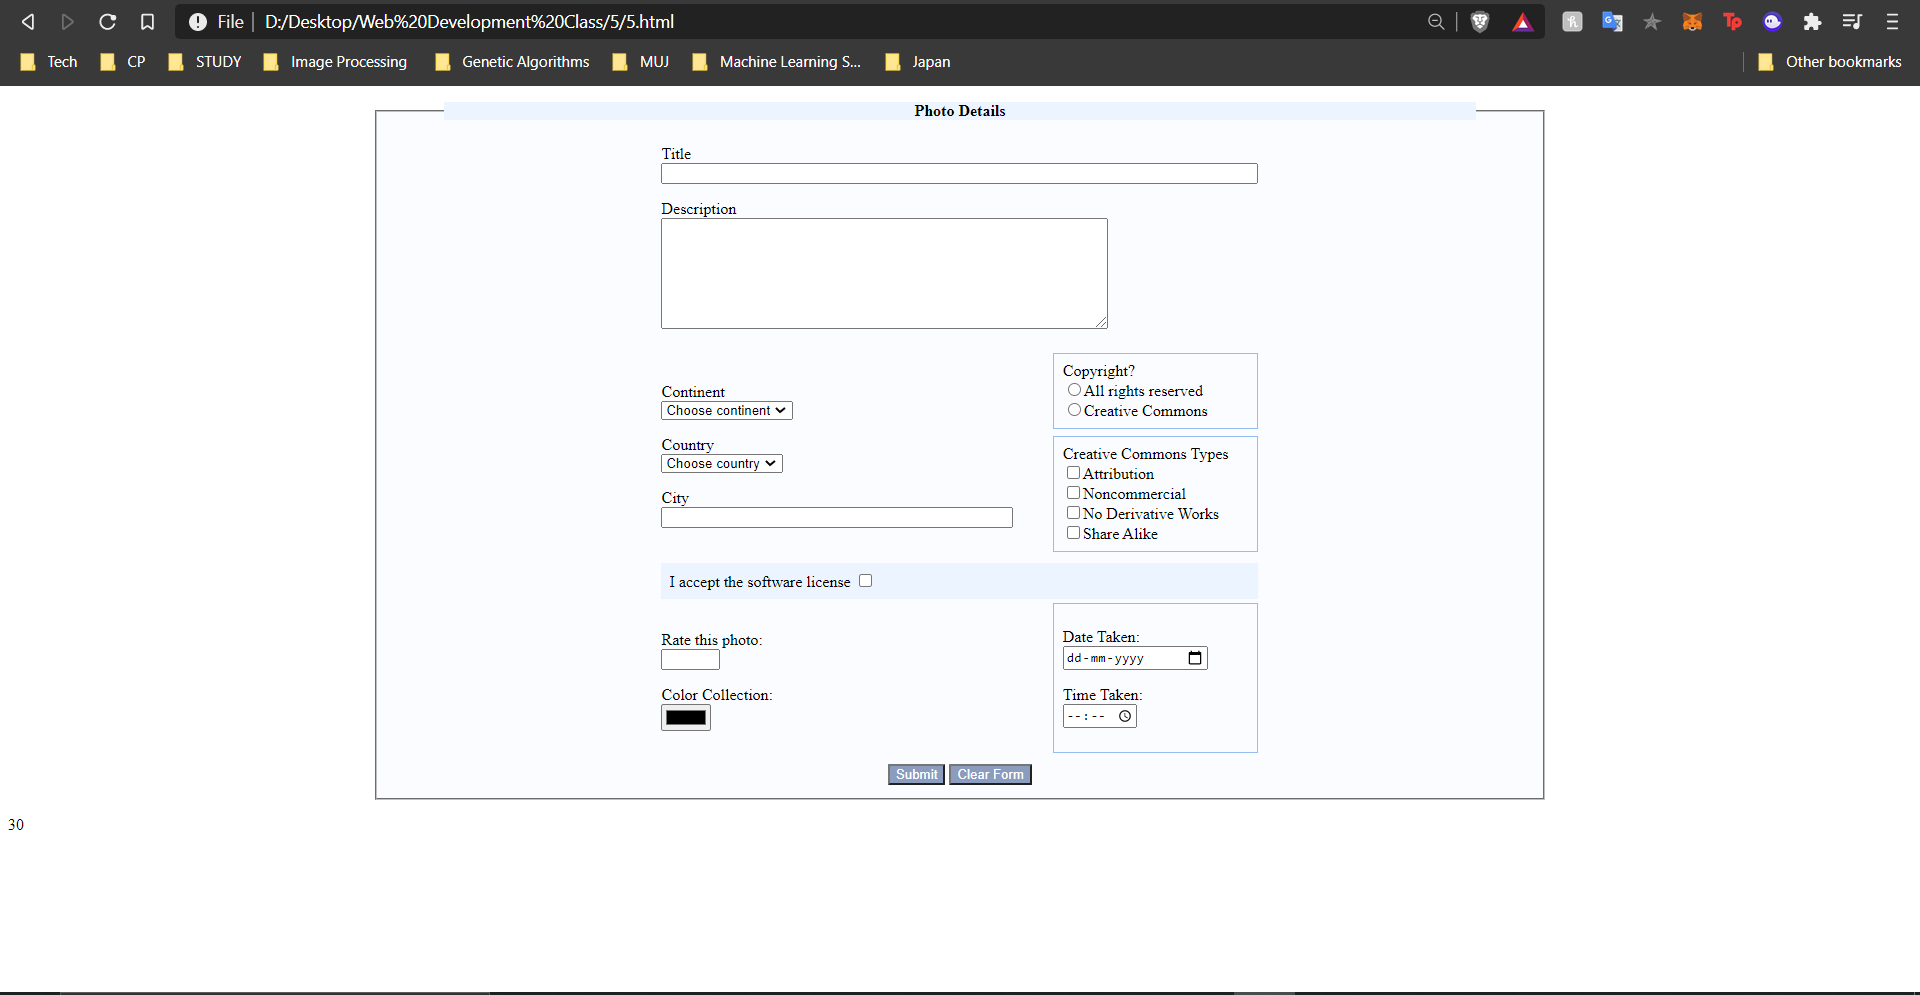 File D:/Desktop/Web%20Development%20Class/5/5.html
Tech CP STUDY Image Processing Genetic Algorithms MUJ Machine Learning S... Japan Other bookmarks
Photo Details
Title
Description
Continent
Choose continent
Country
Choose country
City
Copyright?
All rights reserved
Creative Commons
Creative Commons Types
Attribution
Noncommercial
No Derivative Works
Share Alike
I accept the software license
Rate this photo:
Color Collection:
Date Taken:
dd-mm-yyyy
Time Taken:
--:--
Submit Clear Form
30